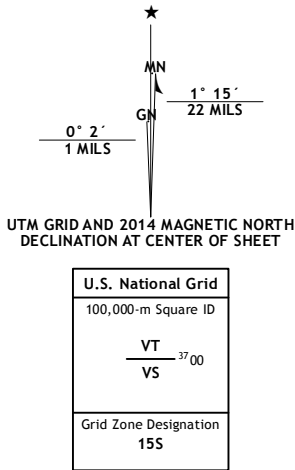 MN
1° 15´
22 MILS
GN
0° 2´
1 MILS
UTM GRID AND 2014 MAGNETIC NORTH
DECLINATION AT CENTER OF SHEET
U.S. National Grid
100,000-m Square ID
VT
3700
VS
Grid Zone Designation
15S